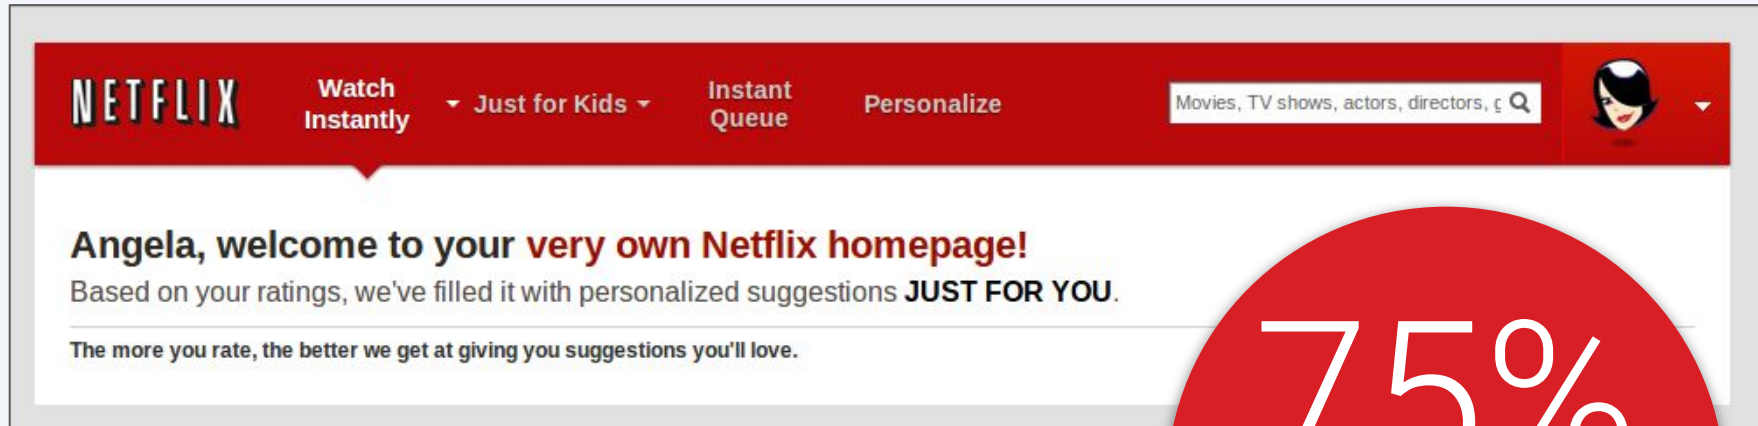 NETFLIX
Watch
Instantly
Just for Kids
Instant
Queue
Personalize
Movies, TV shows, actors, directors, g
Angela, welcome to your very own Netflix homepage!
Based on your ratings, we've filled it with personalized suggestions JUST FOR YOU.
The more you rate, the better we get at giving you suggestions you'll love.
75%